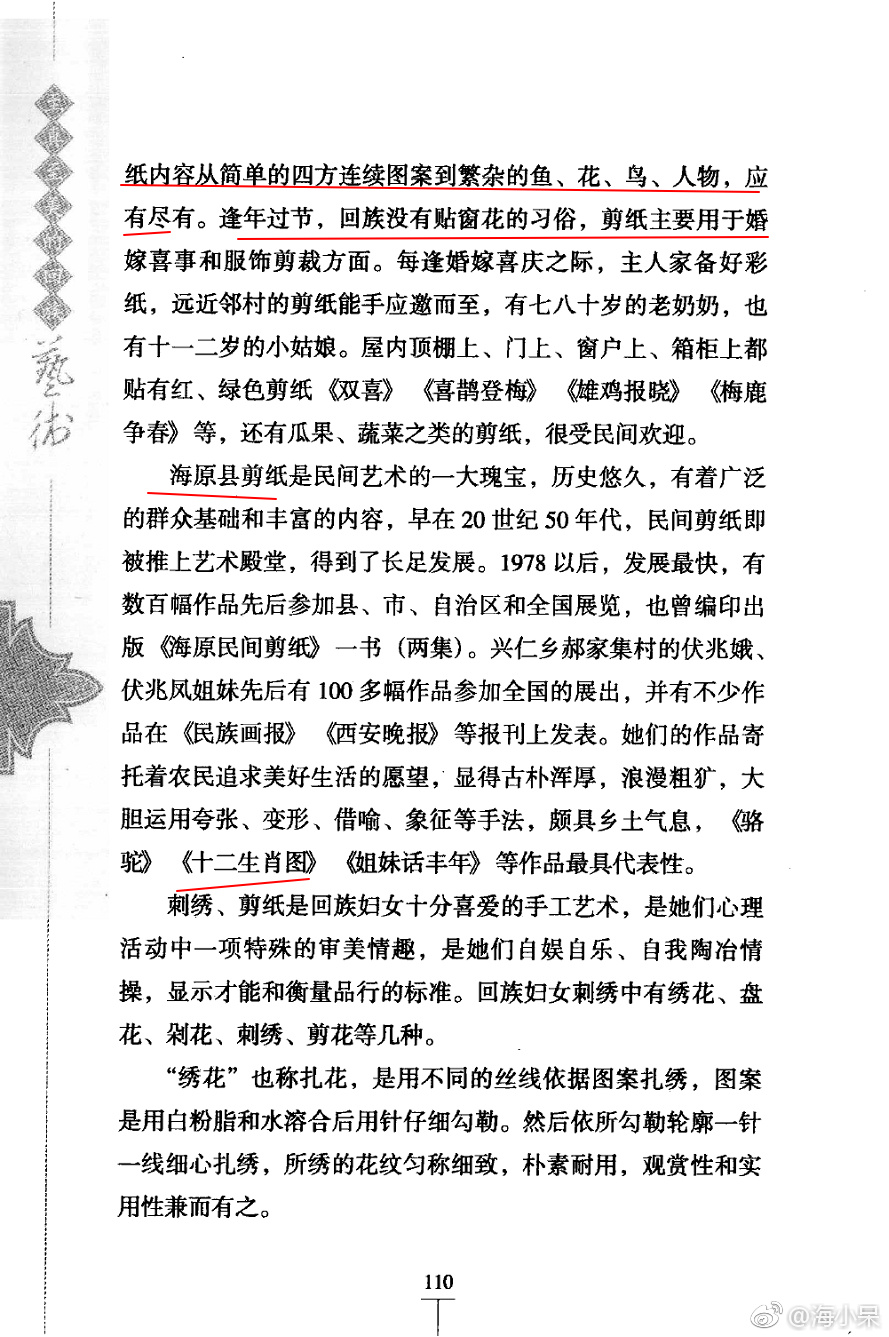 艺术
纸内容从简单的四方连续图案到繁杂的鱼、花、鸟、人物，应
有尽有。逢年过节，回族没有贴窗花的习俗，剪纸主要用于婚
嫁喜事和服饰剪裁方面。每逢婚嫁喜庆之际，主人家备好彩
纸，远近邻村的剪纸能手应邀而至，有七八十岁的老奶奶，也
有十一二岁的小姑娘。屋内顶棚上、门上、窗户上、箱柜上都
贴有红、绿色剪纸《双喜》《喜鹊登梅》《雄鸡报晓》《梅鹿
争春》等，还有瓜果、蔬菜之类的剪纸，很受民间欢迎。
海原县剪纸是民间艺术的一大瑰宝，历史悠久，有着广泛
的群众基础和丰富的内容，早在20世纪50年代，民间剪纸即
被推上艺术殿堂，得到了长足发展。1978以后，发展最快，有
数百幅作品先后参加县、市、自治区和全国展览，也曾编印出
版《海原民间剪纸》一书（两集）。兴仁乡郝家集村的伏兆娥、
伏兆凤姐妹先后有100多幅作品参加全国的展出，并有不少作
品在《民族画报》《西安晚报》等报刊上发表。她们的作品寄
托着农民追求美好生活的愿望，显得古朴浑厚，浪漫粗犷，大
胆运用夸张、变形、借喻、象征等手法，颇具乡土气息，《骆
驼》《十二生肖图》《姐妹话丰年》等作品最具代表性。
刺绣、剪纸是回族妇女十分喜爱的手工艺术，是她们心理
活动中一项特殊的审美情趣，是她们自娱自乐、自我陶冶情
操，显示才能和衡量品行的标准。回族妇女刺绣中有绣花、盘
花、剁花、刺绣、剪花等几种。
“绣花”也称扎花，是用不同的丝线依据图案扎绣，图案
是用白粉脂和水溶合后用针仔细勾勒。然后依所勾勒轮廓一针
一线细心扎绣，所绣的花纹匀称细致，朴素耐用，观赏性和实
用性兼而有之。
110
@海小呆